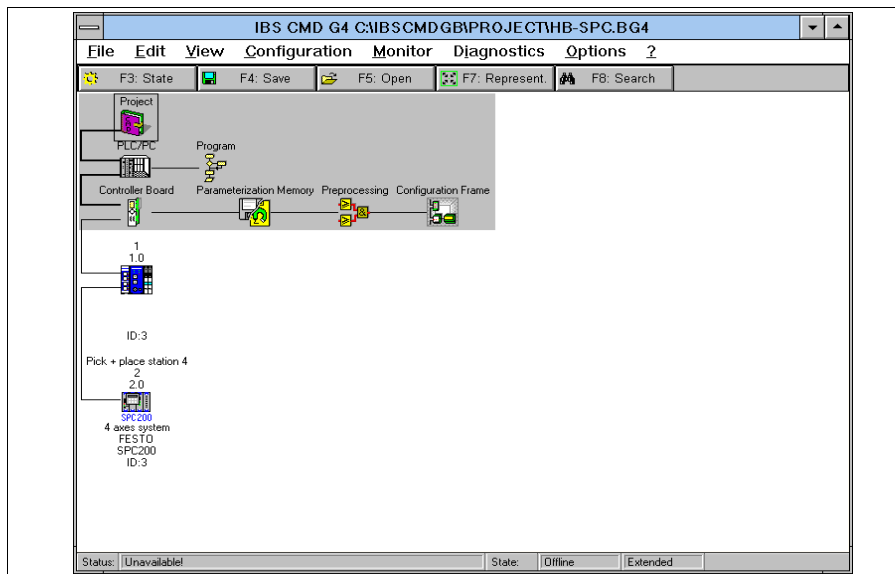 IBS CMD G4 C:\IBSCMDGB\PROJECT\HB-SPC.BG4
File Edit View Configuration Monitor Diagnostics Options ?
F3: State F4: Save F5: Open F7: Represent. F8: Search
Project
PLC/PC Program
Controller Board Parameterization Memory Preprocessing Configuration Frame
1
1.0
ID:3
Pick + place station 4
2
2.0
SPC200
4 axes system
FESTO
SPC200
ID:3
Status: Unavailable! State: Offline Extended